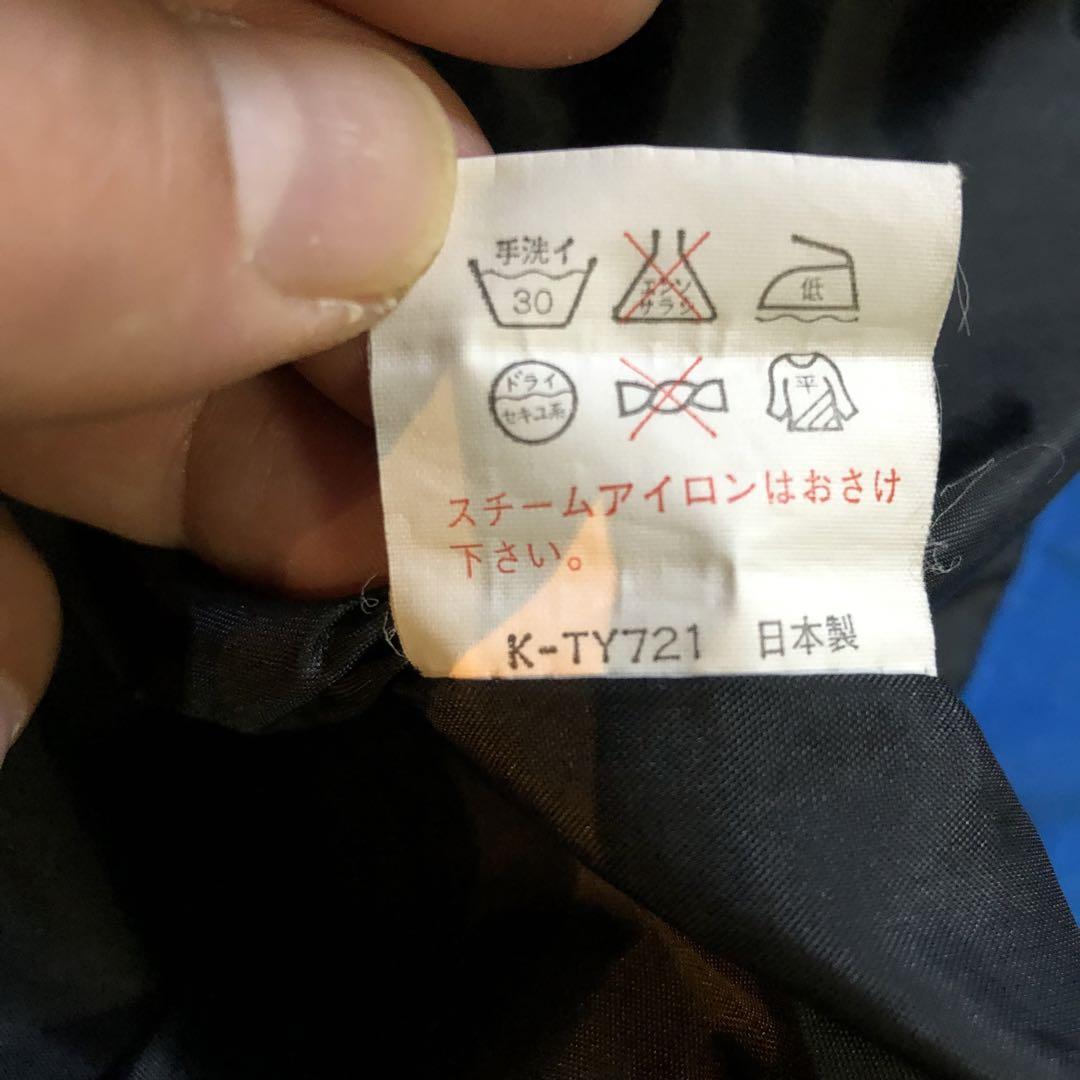 手洗イ
30
エンソ
サラシ
低
ドライ
セキユ系
平
スチームアイロンはおさけ
下さい。
K-TY721 日本製